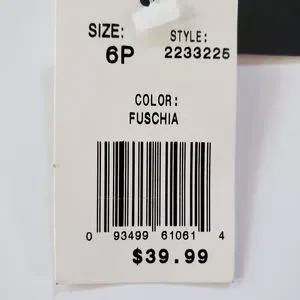 SIZE: STYLE:
6P 2233225
COLOR:
FUSCHIA
0 93499 61061 4
$39.99